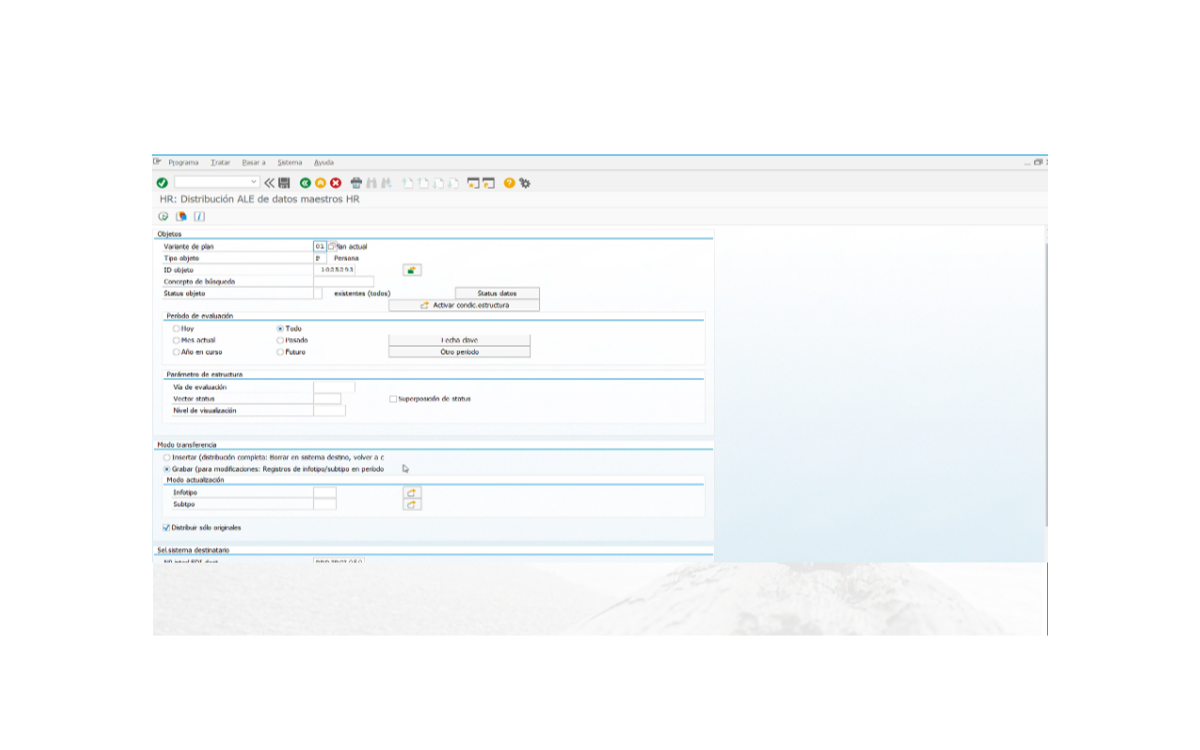 Programa Tratar Pasar a Sistema Ayuda
HR: Distribución ALE de datos maestros HR
Objetos
Variante de plan 01 Plan actual
Tipo objeto P Persona
ID objeto
Concepto de búsqueda
Status objeto existentes (todos) Status datos
Activar condic.estructura
Período de evaluación
Hoy Todo
Mes actual Pasado Fecha clave
Año en curso Futuro Otro período
Parámetro de estructura
Vía de evaluación
Vector status Superposición de status
Nivel de visualización
Modo transferencia
Insertar (distribución completa: Borrar en sistema destino, volver a c
Grabar (para modificaciones: Registros de infotipo/subtipo en período
Modo actualización
Infotipo
Subtipo
Distribuir sólo originales
Sel.sistema destinatario